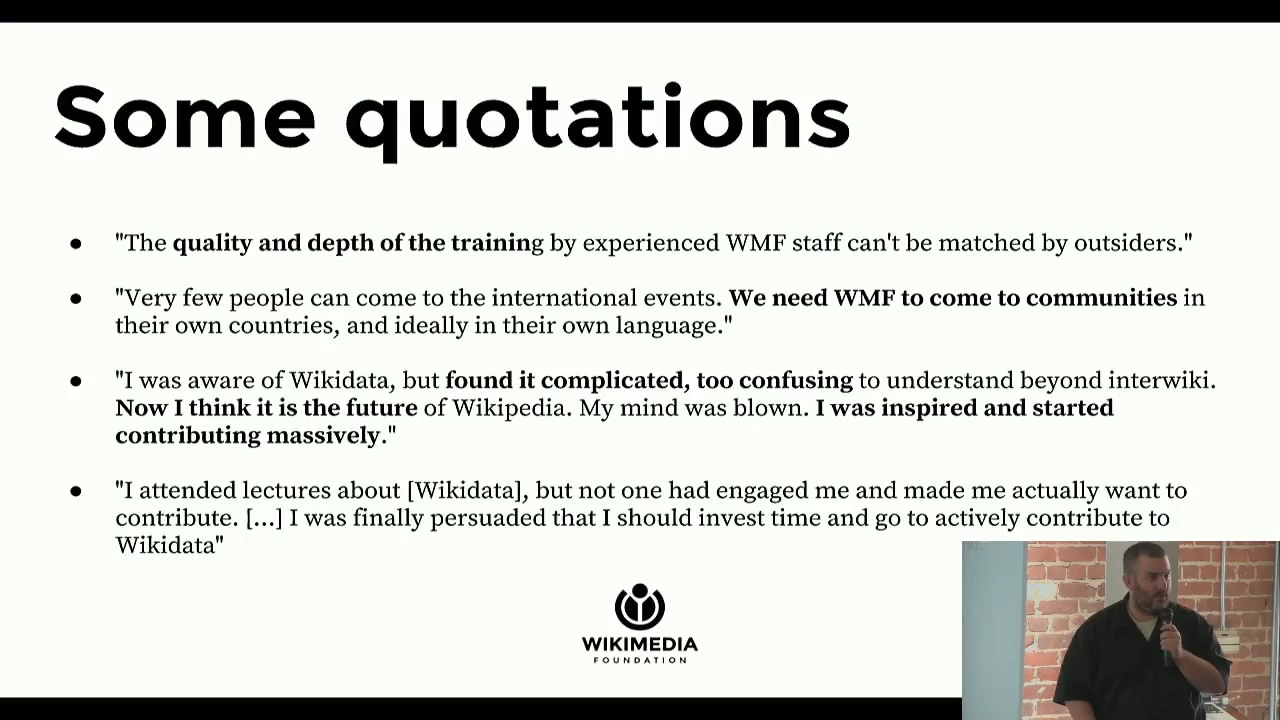 Some quotations
● "The quality and depth of the training by experienced WMF staff can't be matched by outsiders."
● "Very few people can come to the international events. We need WMF to come to communities in
their own countries, and ideally in their own language."
● "I was aware of Wikidata, but found it complicated, too confusing to understand beyond interwiki.
Now I think it is the future of Wikipedia. My mind was blown. I was inspired and started
contributing massively."
● "I attended lectures about [Wikidata], but not one had engaged me and made me actually want to
contribute. [...] I was finally persuaded that I should invest time and go to actively contribute to
Wikidata"
WIKIMEDIA
FOUNDATION